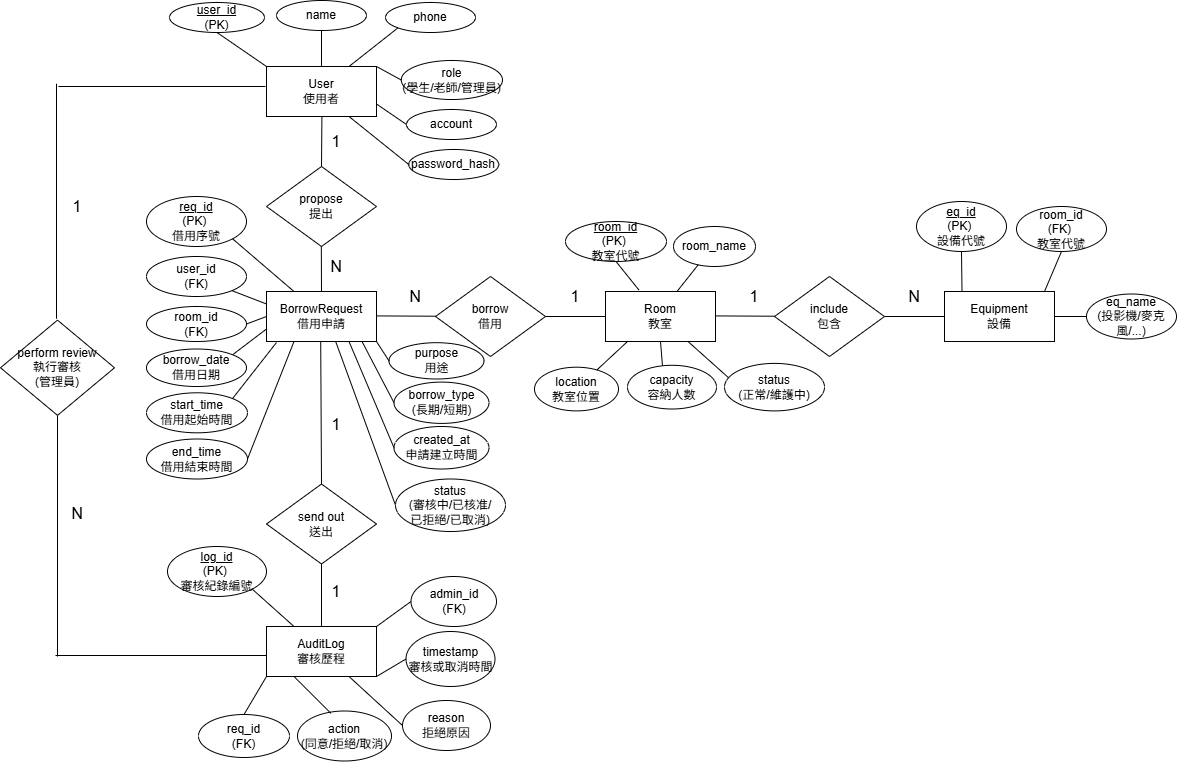 user_id
(PK)
name
phone
User
使用者
role
(學生/老師/管理員)
account
password_hash
1
propose
提出
1
req_id
(PK)
借用序號
N
user_id
(FK)
room_id
(FK)
BorrowRequest
借用申請
N
borrow
借用
1
room_id
(PK)
教室代號
room_name
Room
教室
1
include
包含
N
eq_id
(PK)
設備代號
room_id
(FK)
教室代號
Equipment
設備
eq_name
(投影機/麥克
風/...)
perform review
執行審核
(管理員)
borrow_date
借用日期
start_time
借用起始時間
end_time
借用結束時間
purpose
用途
borrow_type
(長期/短期)
created_at
申請建立時間
status
(審核中/已核准/
已拒絕/已取消)
location
教室位置
capacity
容納人數
status
(正常/維護中)
1
N
send out
送出
1
log_id
(PK)
審核紀錄編號
AuditLog
審核歷程
admin_id
(FK)
timestamp
審核或取消時間
req_id
(FK)
action
(同意/拒絕/取消)
reason
拒絕原因